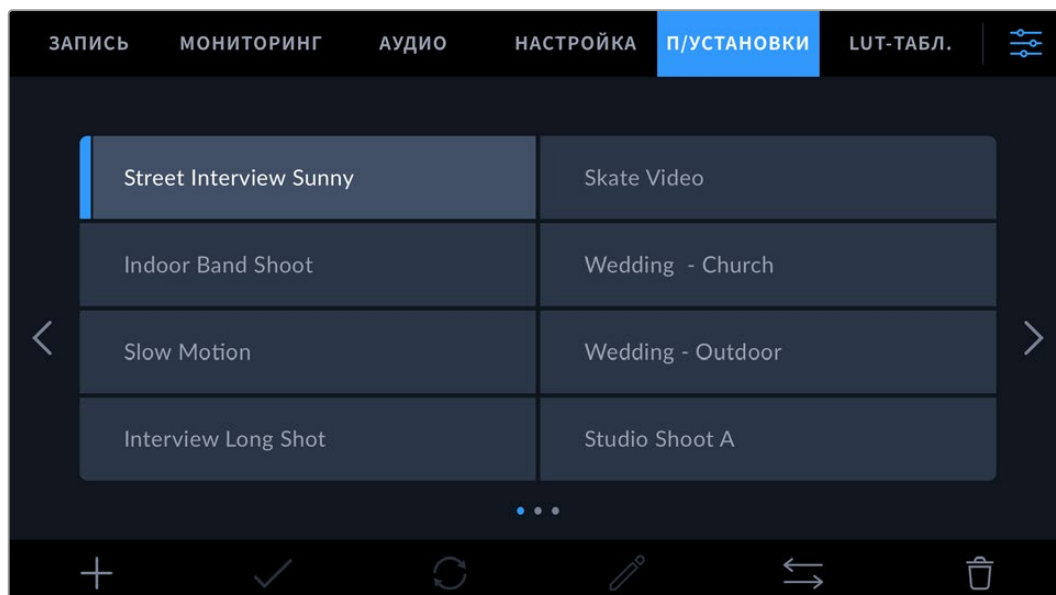 ЗАПИСЬ МОНИТОРИНГ АУДИО НАСТРОЙКА П/УСТАНОВКИ LUT-ТАБЛ.
Street Interview Sunny Skate Video
Indoor Band Shoot Wedding - Church
Slow Motion Wedding - Outdoor
Interview Long Shot Studio Shoot A